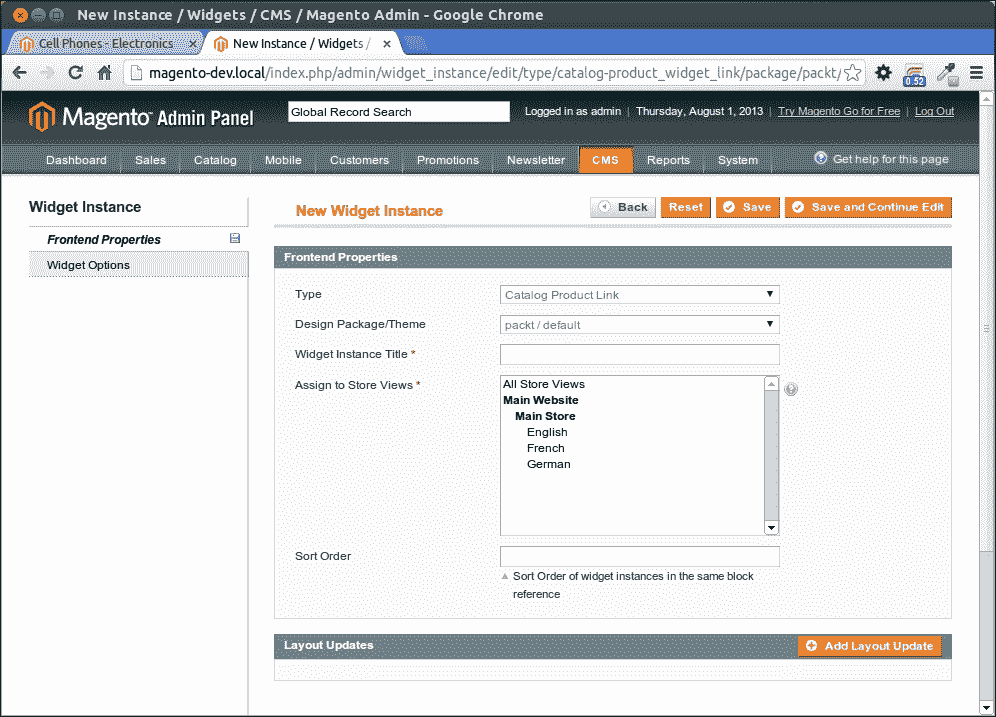 New Instance / Widgets / CMS / Magento Admin - Google Chrome
Cell Phones - Electronics
New Instance / Widgets /
magento-dev.local/index.php/admin/widget_instance/edit/type/catalog-product_widget_link/package/packt/
0.52
Magento Admin Panel
Global Record Search
Logged in as admin | Thursday, August 1, 2013 | Try Magento Go for Free | Log Out
Dashboard Sales Catalog Mobile Customers Promotions Newsletter CMS Reports System Get help for this page
Widget Instance
Frontend Properties
Widget Options
New Widget Instance
Back Reset Save Save and Continue Edit
Frontend Properties
Type Catalog Product Link
Design Package/Theme packt / default
Widget Instance Title *
Assign to Store Views *
All Store Views
Main Website
Main Store
English
French
German
Sort Order
Sort Order of widget instances in the same block
reference
Layout Updates
Add Layout Update